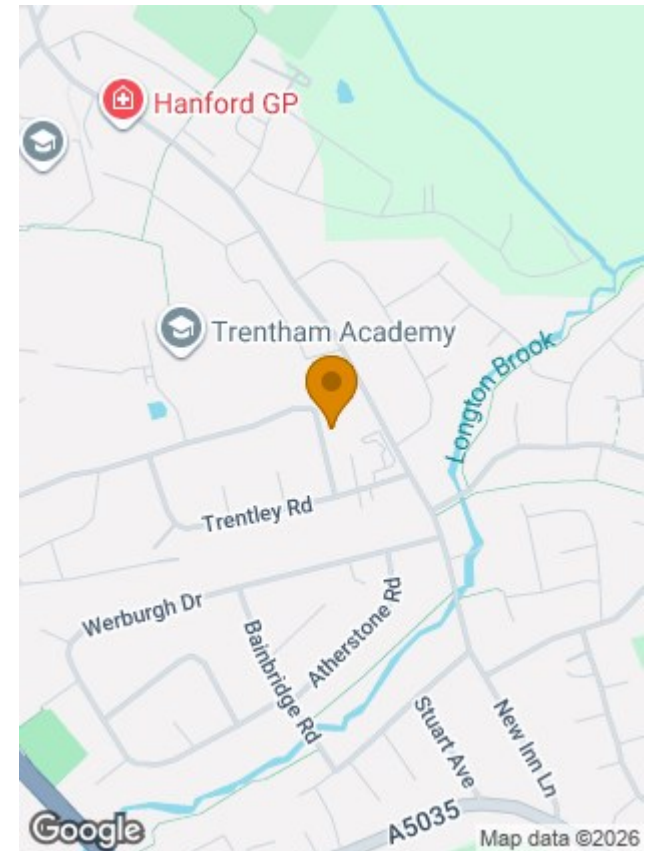 Hanford GP
Trentham Academy
Longton Brook
Trentley Rd
Werburgh Dr
Atherstone Rd
Bainbridge Rd
Stuart Ave
New Inn Ln
A5035
Google
Map data ©2026